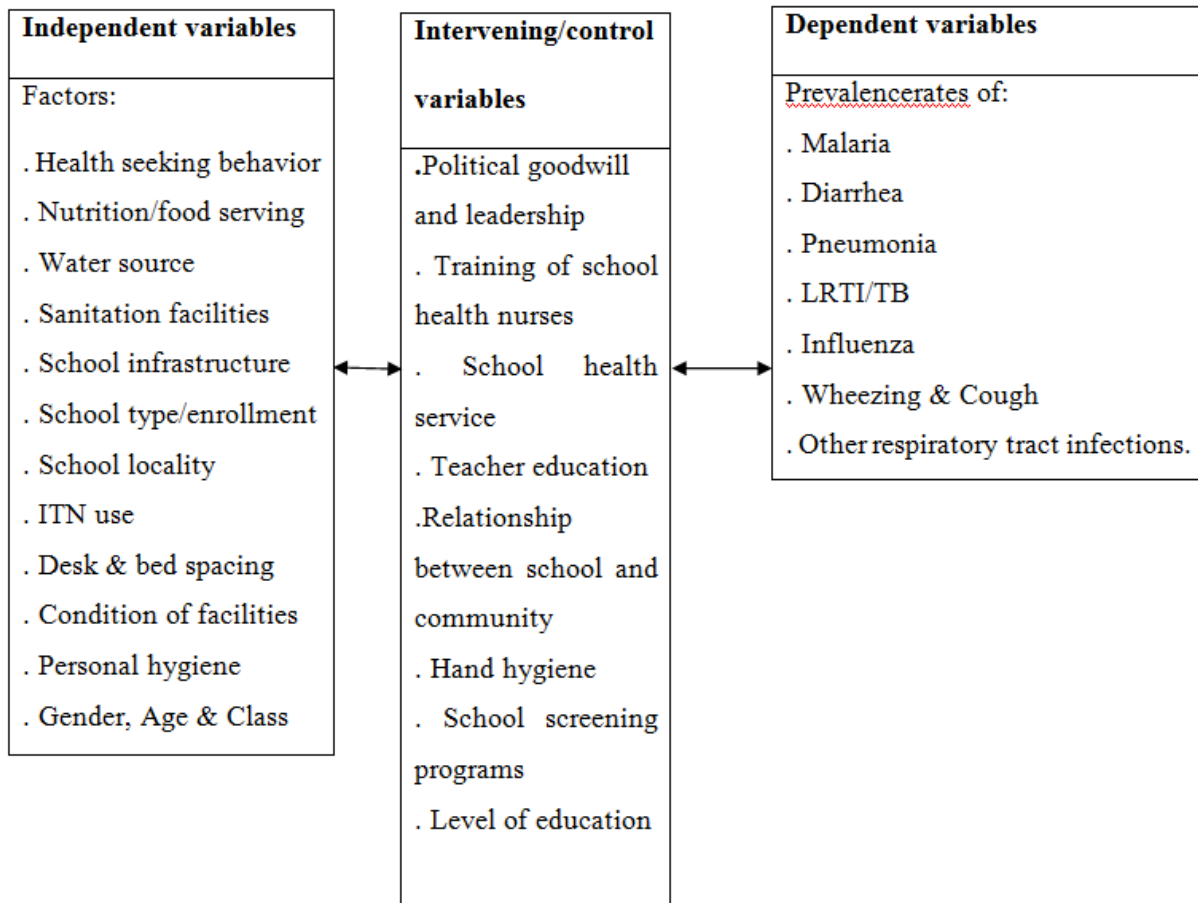 Independent variables
Factors:
. Health seeking behavior
. Nutrition/food serving
. Water source
. Sanitation facilities
. School infrastructure
. School type/enrollment
. School locality
. ITN use
. Desk & bed spacing
. Condition of facilities
. Personal hygiene
. Gender, Age & Class
Intervening/control
variables
.Political goodwill
and leadership
. Training of school
health nurses
. School health
service
. Teacher education
.Relationship
between school and
community
. Hand hygiene
. School screening
programs
. Level of education
Dependent variables
Prevalencerates of:
. Malaria
. Diarrhea
. Pneumonia
. LRTI/TB
. Influenza
. Wheezing & Cough
. Other respiratory tract infections.